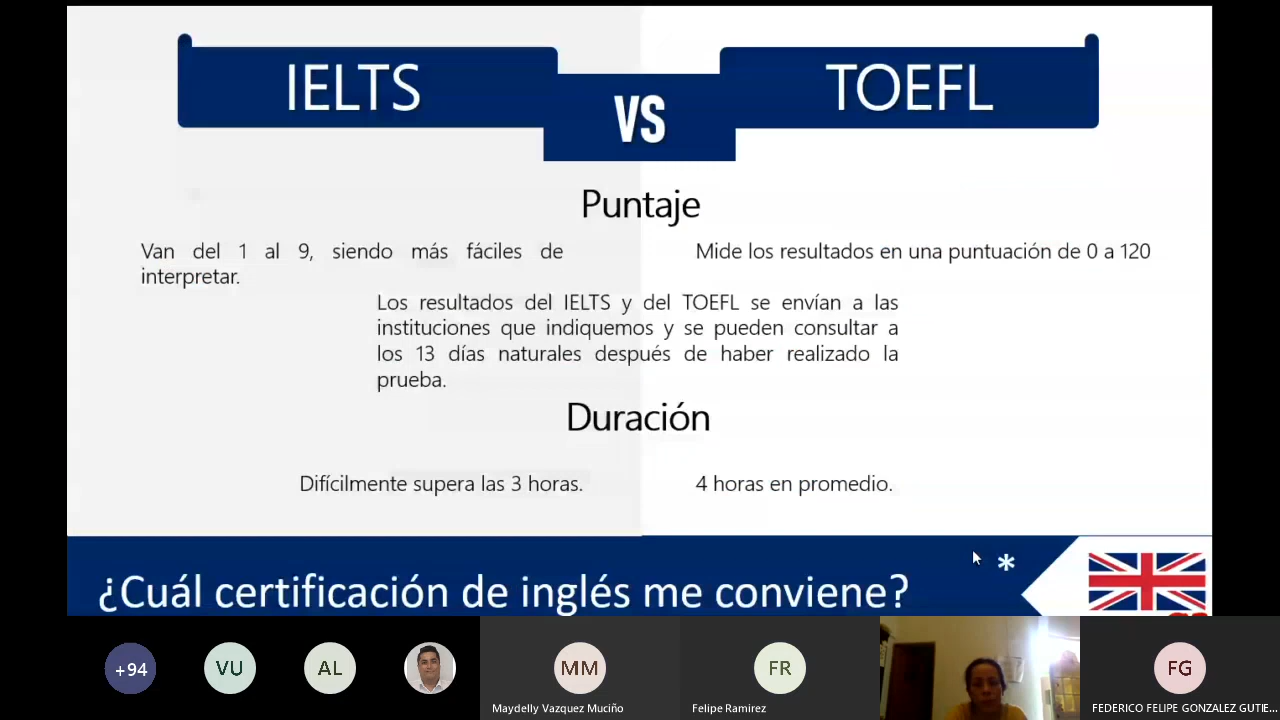 IELTS
VS
TOEFL
Puntaje
Van del 1 al 9, siendo más fáciles de
interpretar.
Mide los resultados en una puntuación de 0 a 120
Los resultados del IELTS y del TOEFL se envían a las
instituciones que indiquemos y se pueden consultar a
los 13 días naturales después de haber realizado la
prueba.
Duración
Difícilmente supera las 3 horas.
4 horas en promedio.
*
¿Cuál certificación de inglés me conviene?
+94
VU
AL
MM
Maydelly Vazquez Muciño
FR
Felipe Ramirez
FG
FEDERICO FELIPE GONZALEZ GUTIE...